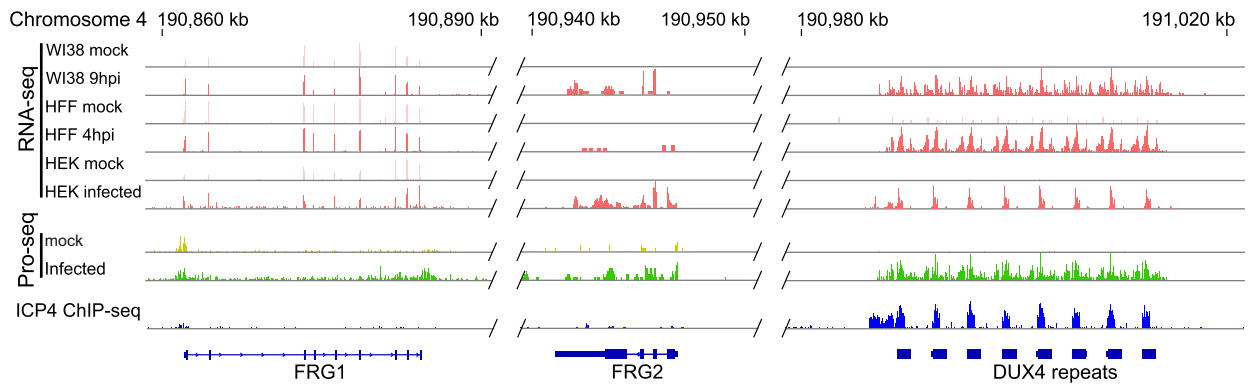 Chromosome 4 190,860 kb 190,890 kb 190,940 kb 190,950 kb 190,980 kb 191,020 kb
RNA-seq
WI38 mock
WI38 9hpi
HFF mock
HFF 4hpi
HEK mock
HEK infected
Pro-seq
mock
Infected
ICP4 ChIP-seq
FRG1 FRG2 DUX4 repeats